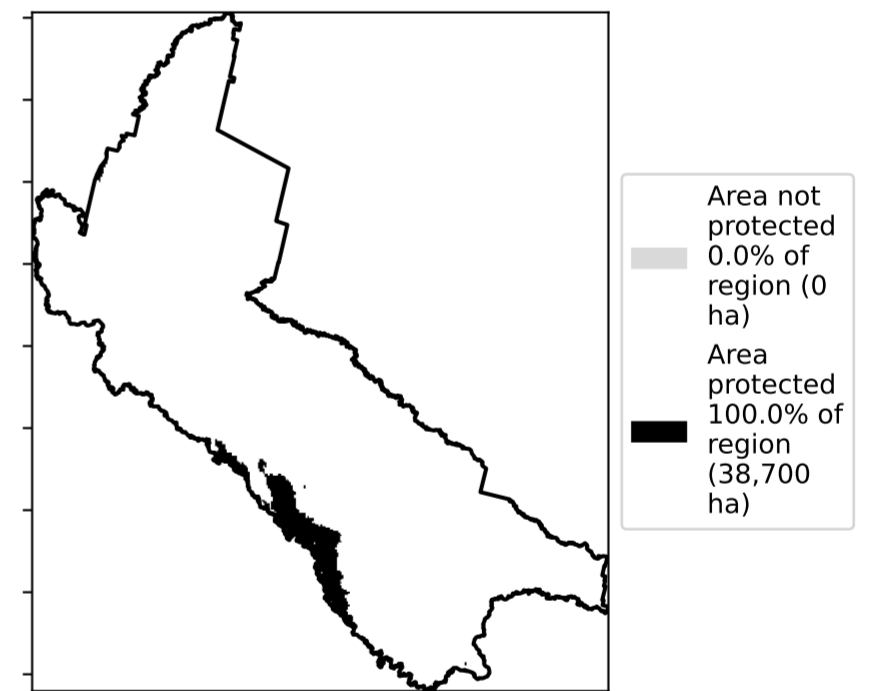 Area not
protected
0.0% of
region (0
ha)
Area
protected
100.0% of
region
(38,700
ha)